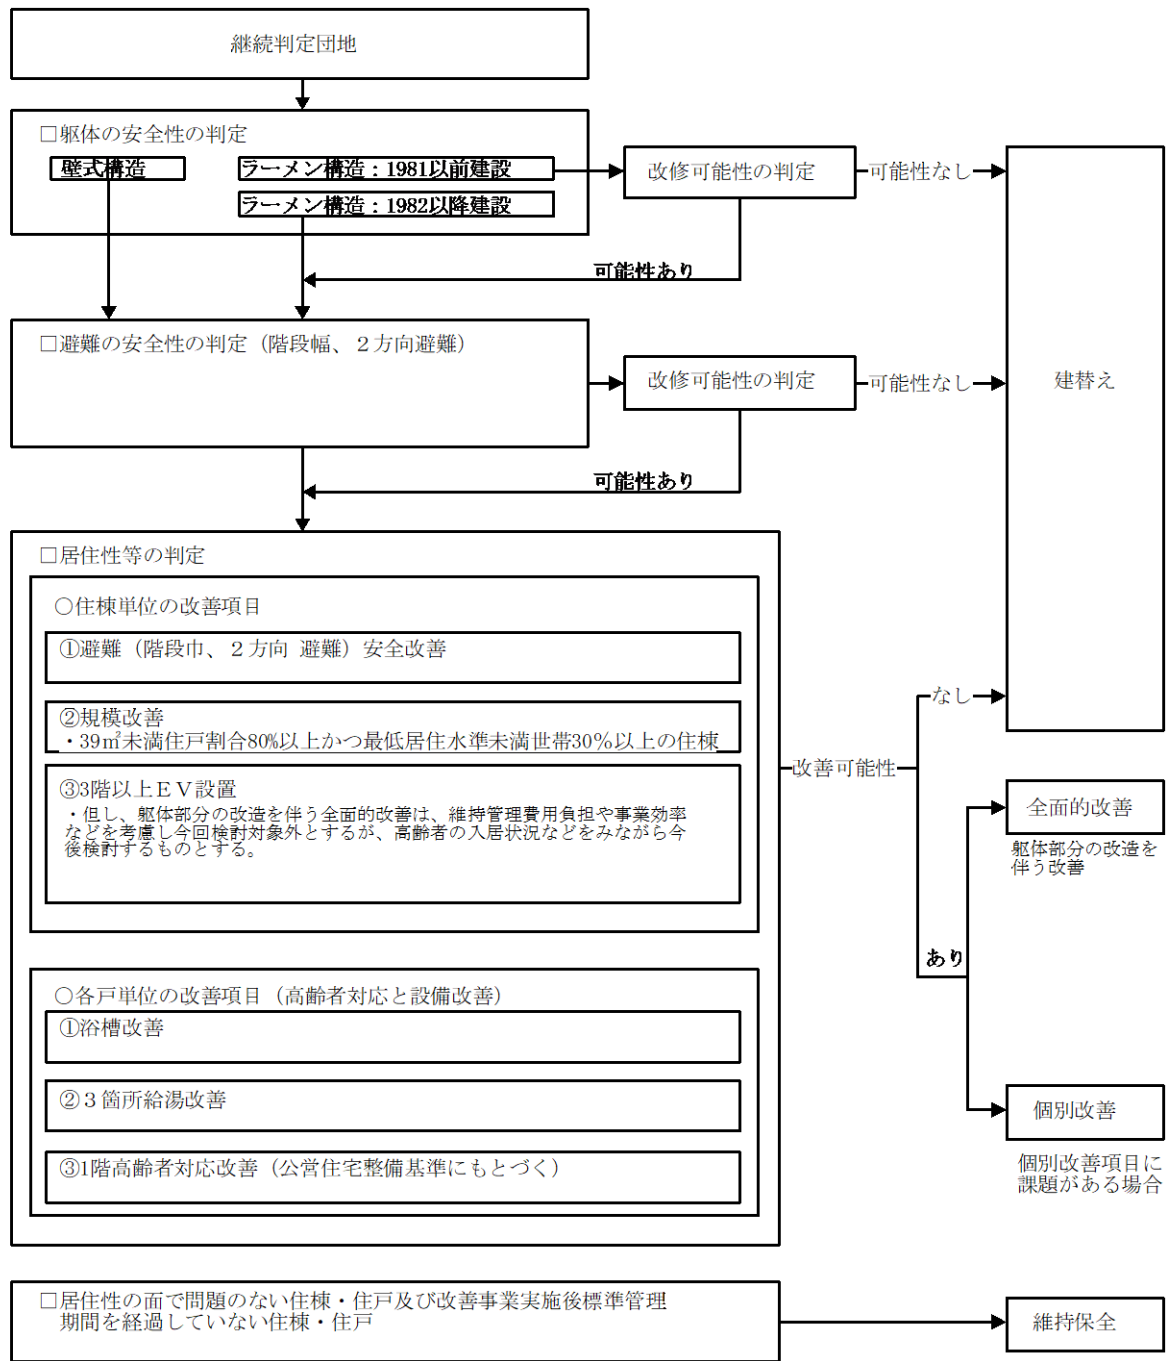 継続判定団地
□躯体の安全性の判定
壁式構造
ラーメン構造：1981以前建設
改修可能性の判定
可能性なし
ラーメン構造：1982以降建設
可能性あり
□避難の安全性の判定（階段幅、２方向避難）
改修可能性の判定
可能性なし
建替え
可能性あり
□居住性等の判定
○住棟単位の改善項目
①避難（階段巾、２方向 避難）安全改善
②規模改善
・39㎡未満住戸割合80%以上かつ最低居住水準未満世帯30％以上の住棟
③3階以上ＥＶ設置
・但し、躯体部分の改造を伴う全面的改善は、維持管理費用負担や事業効率
などを考慮し今回検討対象外とするが、高齢者の入居状況などをみながら今
後検討するものとする。
なし
改善可能性
全面的改善
躯体部分の改造を
伴う改善
あり
○各戸単位の改善項目（高齢者対応と設備改善）
①浴槽改善
②３箇所給湯改善
③1階高齢者対応改善（公営住宅整備基準にもとづく）
個別改善
個別改善項目に
課題がある場合
□居住性の面で問題のない住棟・住戸及び改善事業実施後標準管理
期間を経過していない住棟・住戸
維持保全